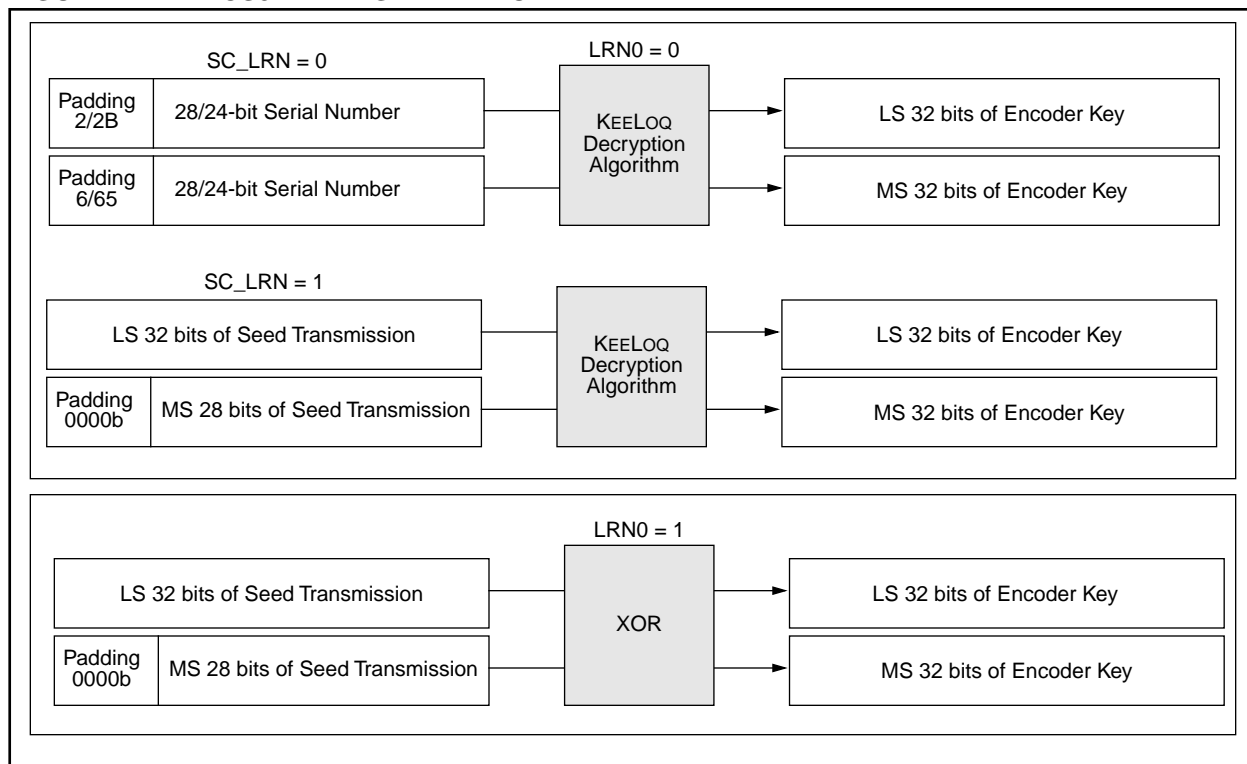 SC_LRN = 0
LRN0 = 0
Padding
2/2B
28/24-bit Serial Number
KEELOQ
Decryption
Algorithm
LS 32 bits of Encoder Key
Padding
6/65
28/24-bit Serial Number
MS 32 bits of Encoder Key
SC_LRN = 1
LS 32 bits of Seed Transmission
KEELOQ
Decryption
Algorithm
LS 32 bits of Encoder Key
Padding
0000b
MS 28 bits of Seed Transmission
MS 32 bits of Encoder Key
LRN0 = 1
LS 32 bits of Seed Transmission
XOR
LS 32 bits of Encoder Key
Padding
0000b
MS 28 bits of Seed Transmission
MS 32 bits of Encoder Key